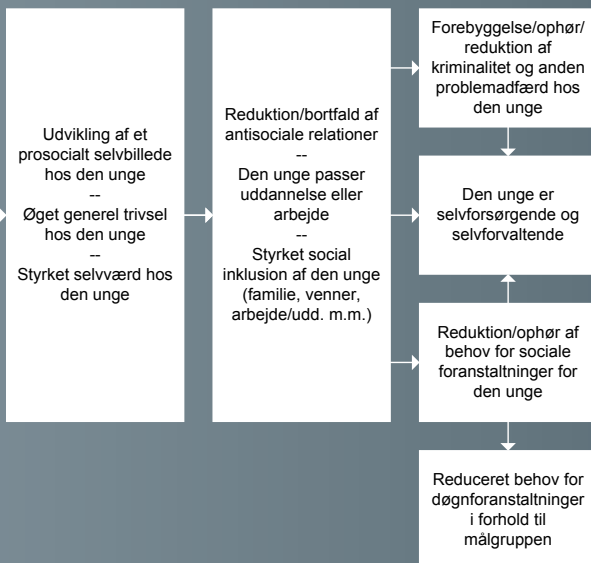 Udvikling af et
prosocialt selvbillede
hos den unge
--
Øget generel trivsel
hos den unge
--
Styrket selvværd hos
den unge
Reduktion/bortfald af
antisociale relationer
--
Den unge passer
uddannelse eller
arbejde
--
Styrket social
inklusion af den unge
(familie, venner,
arbejde/udd. m.m.)
Forebyggelse/ophør/
reduktion af
kriminalitet og anden
problemadfærd hos
den unge
Den unge er
selvforsørgende og
selvforvaltende
Reduktion/ophør af
behov for sociale
foranstaltninger for
den unge
Reduceret behov for
døgnforanstaltninger
i forhold til
målgruppen